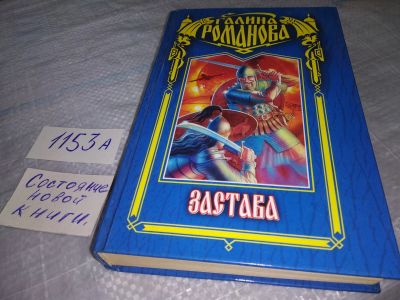 ГАЛИНА
РОМАНОВА
ЗАСТАВА
1153А
Состояние
новой
книги.